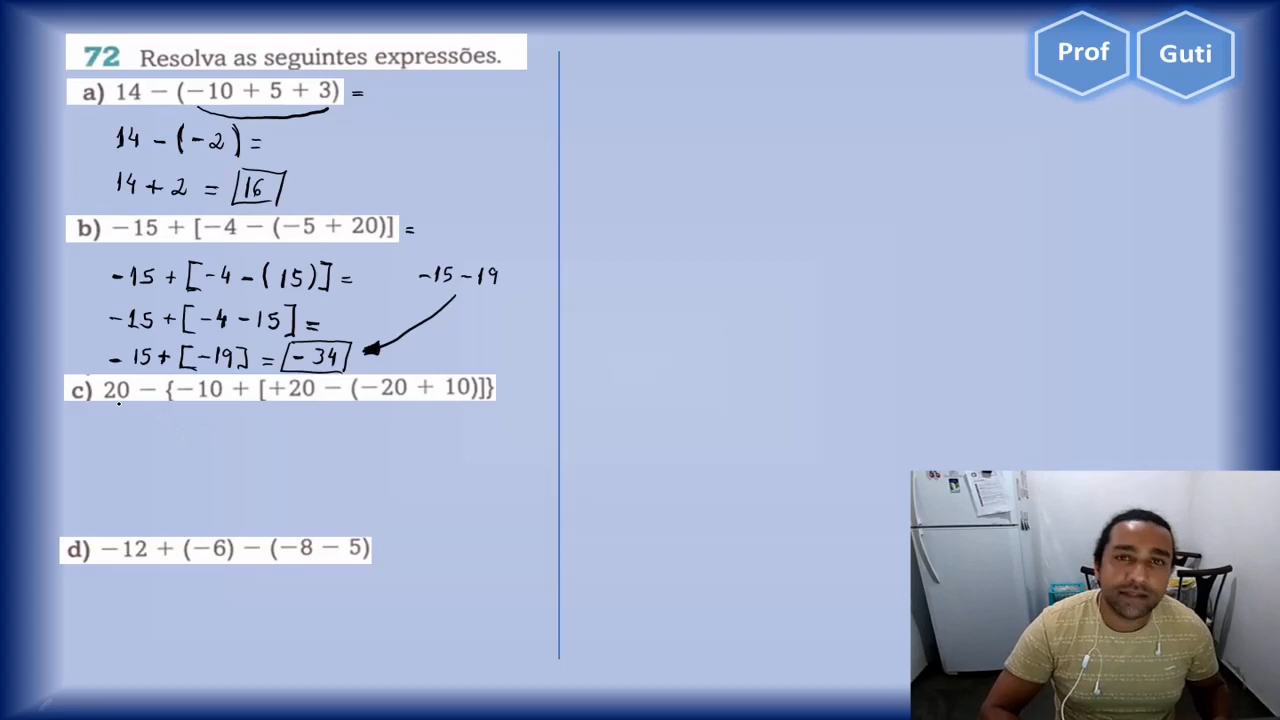 72 Resolva as seguintes expressões.
a) 14 − (−10 + 5 + 3) =
14 - (-2) =
14 + 2 = 16
b) −15 + [−4 − (−5 + 20)] =
-15 + [-4 - (15)] = -15 - 19
-15 + [-4 - 15] =
- 15 + [-19] = - 34
c) 20 − {−10 + [+20 − (−20 + 10)]}
d) −12 + (−6) − (−8 − 5)
Prof Guti